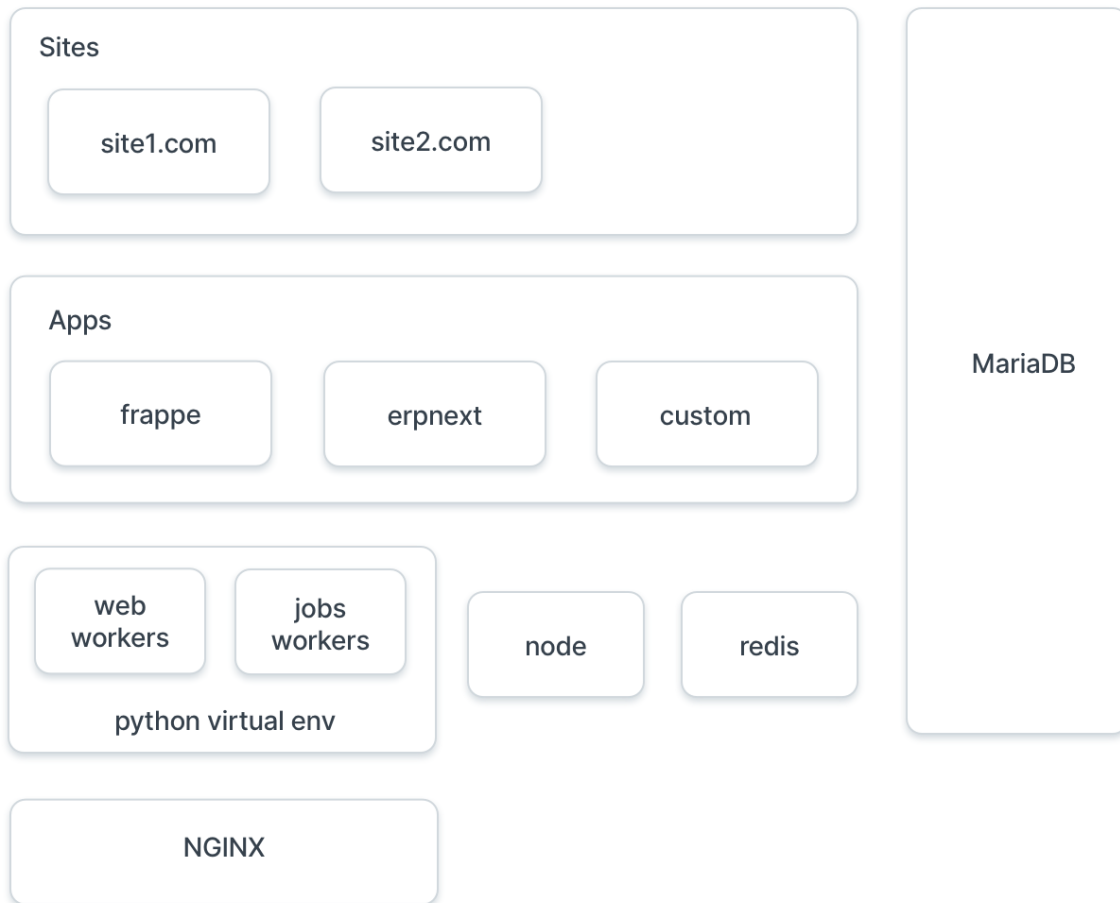 Sites
site1.com
site2.com
Apps
frappe
erpnext
custom
MariaDB
web
workers
jobs
workers
python virtual env
node
redis
NGINX